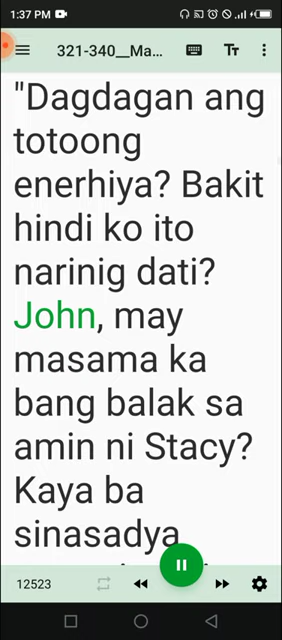 1:37 PM
321-340__Ma...
"Dagdagan ang
totoong
enerhiya? Bakit
hindi ko ito
narinig dati?
John, may
masama ka
bang balak sa
amin ni Stacy?
Kaya ba
sinasadya
12523